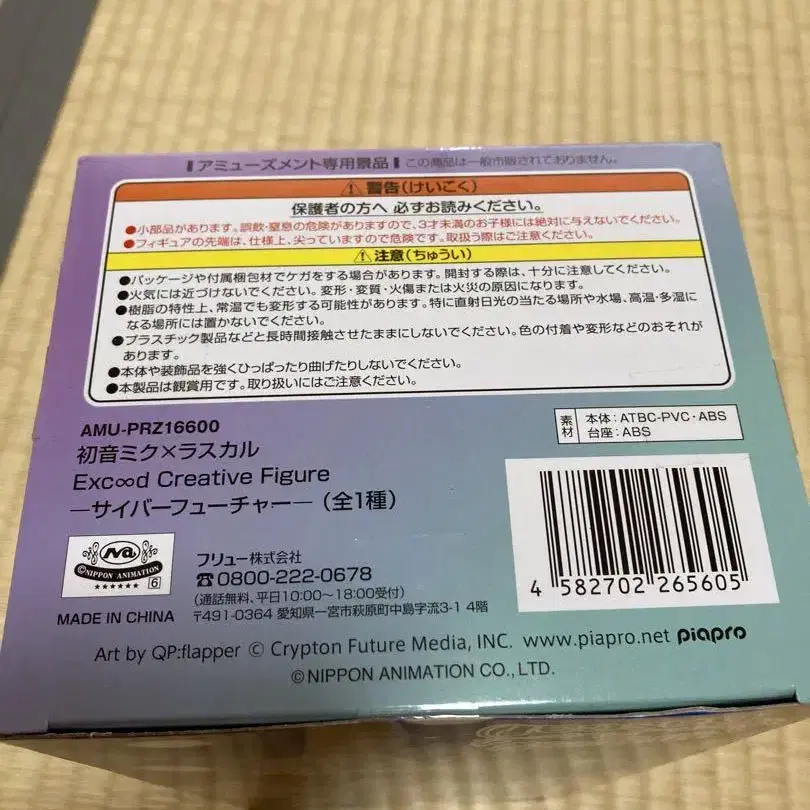 アミューズメント専用景品 この商品は一般市販されておりません。
⚠警告(けいこく)
保護者の方へ 必ずお読みください。
●小部品があります。誤飲・窒息の危険がありますので、3才未満のお子様には絶対に与えないでください。
●フィギュアの先端は、仕様上、尖っていますので危険です。取扱う際はご注意ください。
⚠注意(ちゅうい)
●パッケージや付属梱包材でケガをする場合があります。開封する際は、十分に注意してください。
●火気には近づけないでください。変形・変質・火傷または火災の原因になります。
●樹脂の特性上、常温でも変形する可能性があります。特に直射日光の当たる場所や水場、高温・多湿に
なる場所には置かないでください。
●プラスチック製品などと長時間接触させたままにしないでください。色の付着や変形などのおそれが
あります。
●本体や装飾品を強くひっぱったり曲げたりしないでください。
●本製品は観賞用です。取り扱いにはご注意ください。
AMU-PRZ16600
初音ミク×ラスカル
Exc∞d Creative Figure
―サイバーフューチャー―(全1種)
素材 本体:ATBC-PVC・ABS
台座:ABS
Na
©NIPPON ANIMATION
★★★★★★ 6
フリュー株式会社
☎0800-222-0678
(通話無料、平日10:00~18:00受付)
MADE IN CHINA 〒491-0364 愛知県一宮市萩原町中島字流3-1 4階
4 582702 265605
Art by QP:flapper © Crypton Future Media, INC. www.piapro.net piapro
©NIPPON ANIMATION CO., LTD.